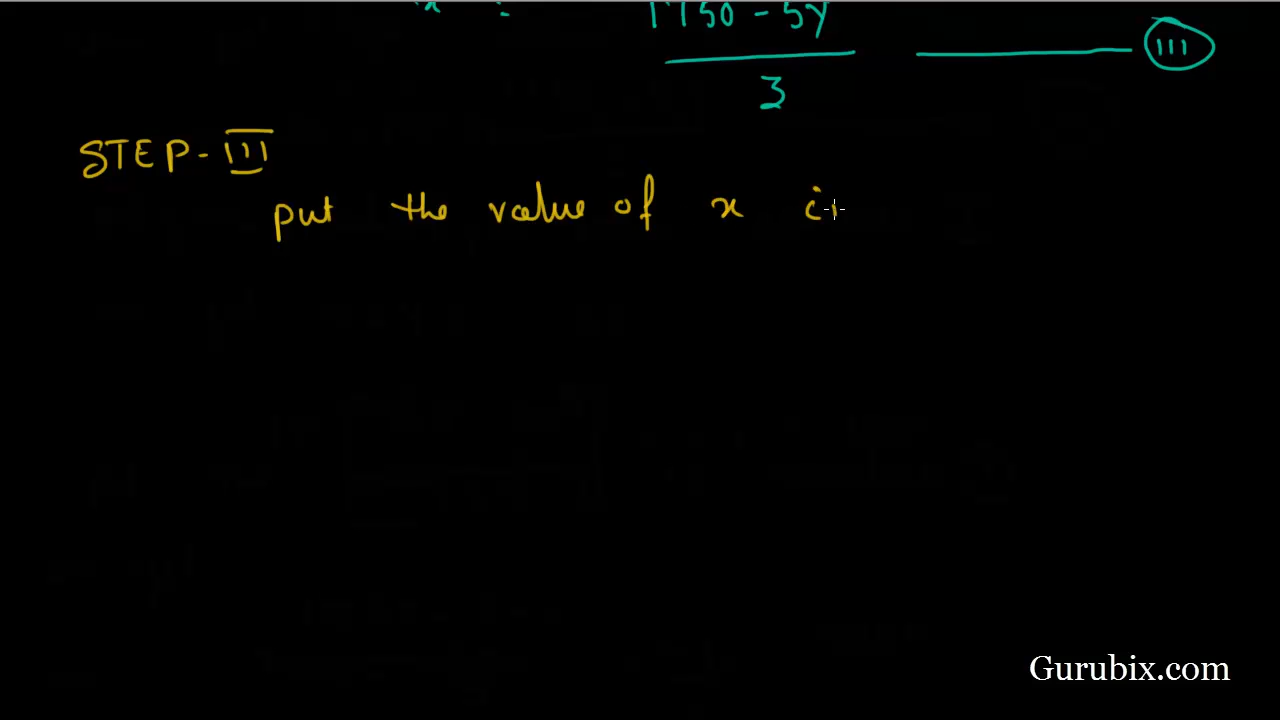 x = 1750 - 5y
3
III
STEP - III
put the value of x i
Gurubix.com